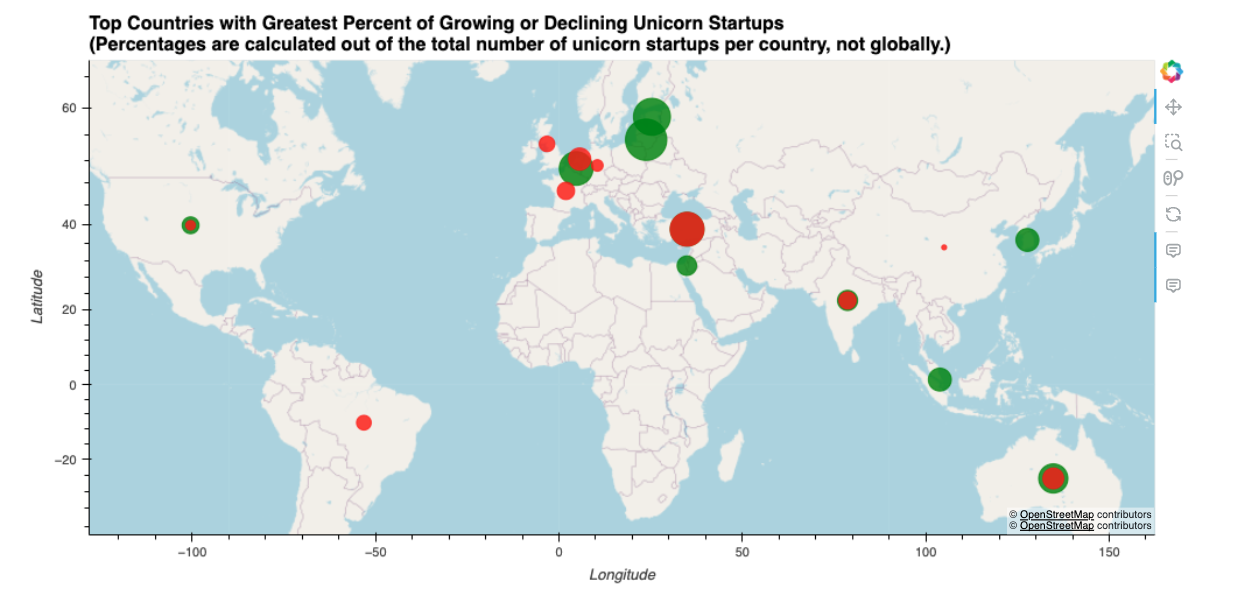 Top Countries with Greatest Percent of Growing or Declining Unicorn Startups
(Percentages are calculated out of the total number of unicorn startups per country, not globally.)
60
40
20
0
−20
Latitude
© OpenStreetMap contributors
© OpenStreetMap contributors
−100
−50
0
50
100
150
Longitude